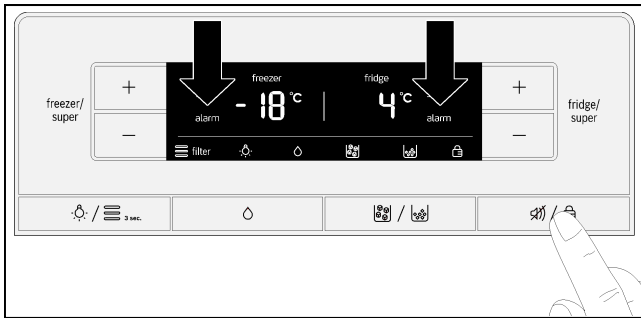 freezer
fridge
freezer/
super
+
−
alarm
- 18 °C
4 °C
alarm
+
−
fridge/
super
filter
/ 3 sec.
/
/